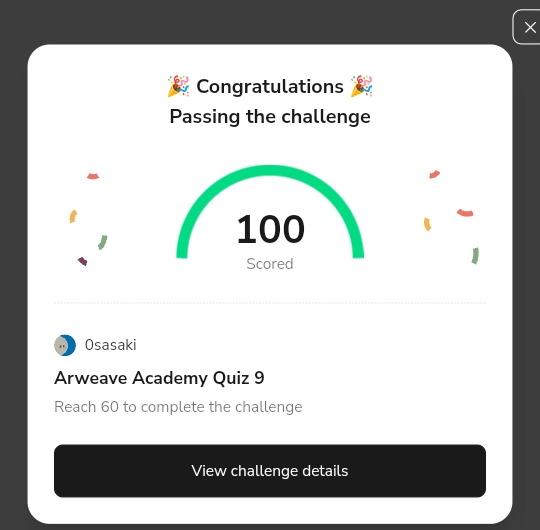 🎉 Congratulations 🎉
Passing the challenge
100
Scored
0sasaki
Arweave Academy Quiz 9
Reach 60 to complete the challenge
View challenge details